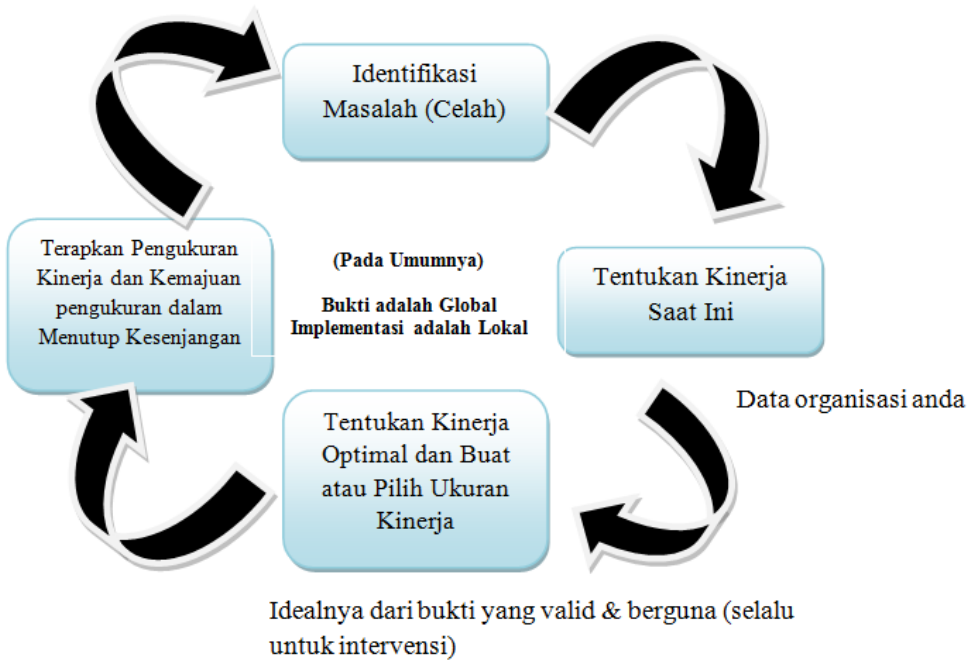 Identifikasi
Masalah (Celah)
Tentukan Kinerja
Saat Ini
Data organisasi anda
Tentukan Kinerja
Optimal dan Buat
atau Pilih Ukuran
Kinerja
Idealnya dari bukti yang valid & berguna (selalu
untuk intervensi)
Terapkan Pengukuran
Kinerja dan Kemajuan
pengukuran dalam
Menutup Kesenjangan
(Pada Umumnya)
Bukti adalah Global
Implementasi adalah Lokal